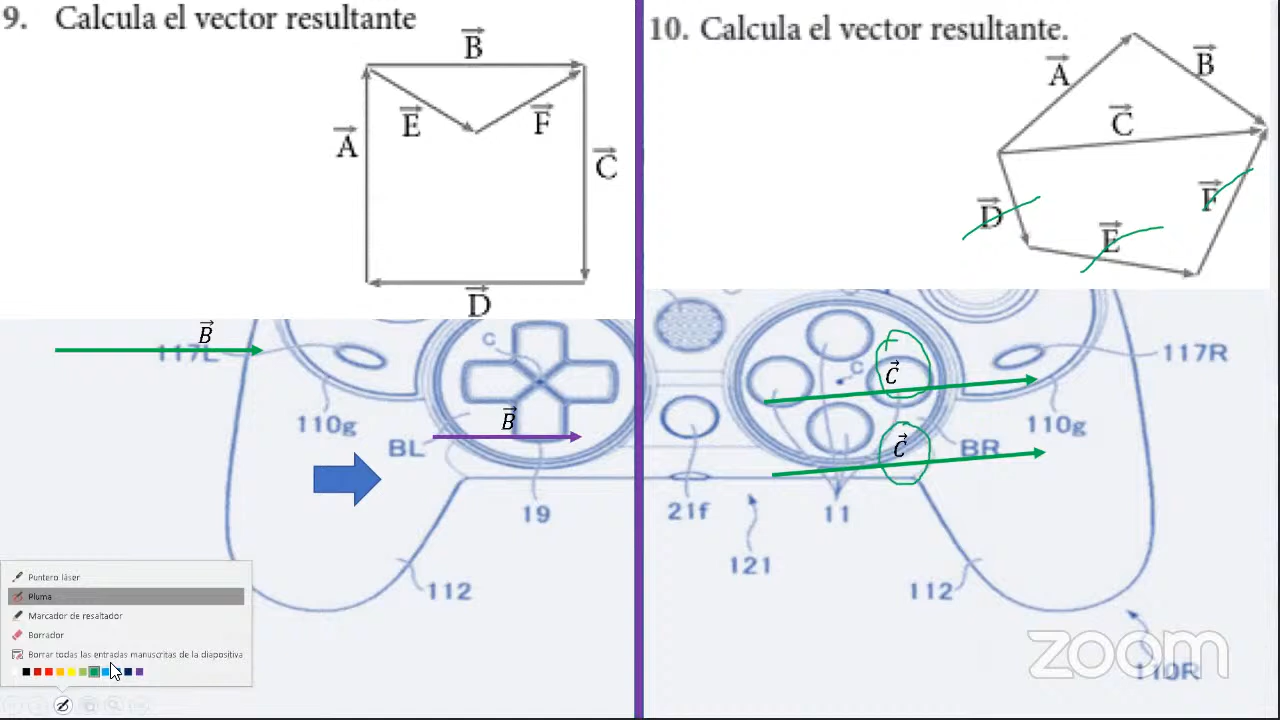 9. Calcula el vector resultante
B
A
E
F
C
D
B
117L
110g
C
B
BL
19
112
Puntero láser
Pluma
Marcador de resaltador
Borrador
Borrar todas las entradas manuscritas de la diapositiva
10. Calcula el vector resultante.
A
B
C
D
E
F
C
C
117R
110g
C
BR
21f
11
121
112
110R
zoom